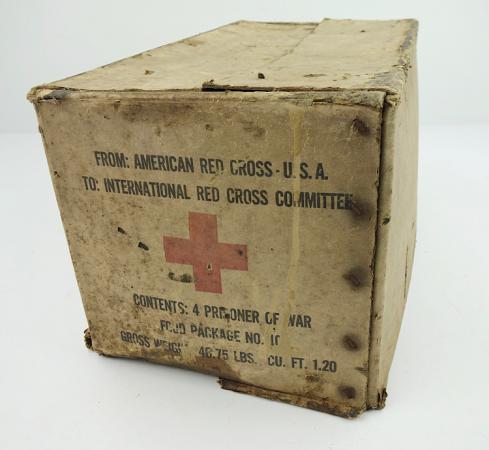 FROM: AMERICAN RED CROSS - U.S.A.
TO: INTERNATIONAL RED CROSS COMMITTEE
CONTENTS: 4 PRISONER OF WAR
FOOD PACKAGE NO. 10
GROSS WEIGHT 46.75 LBS. CU. FT. 1.20